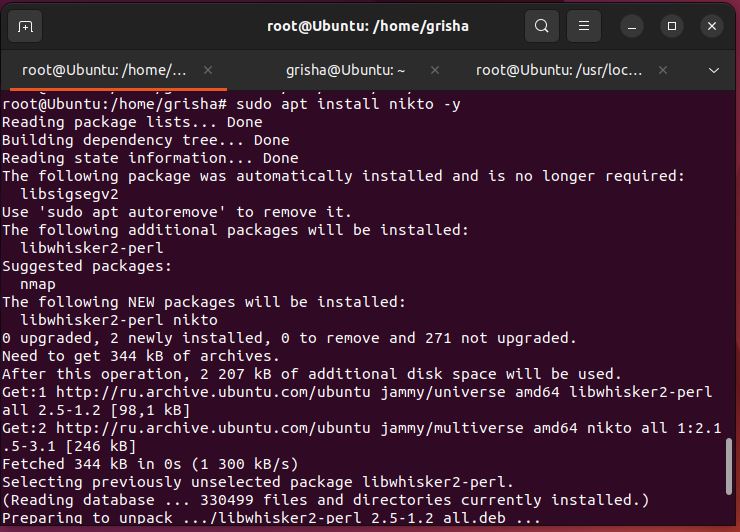 root@Ubuntu: /home/grisha
root@Ubuntu: /home/...
grisha@Ubuntu: ~
root@Ubuntu: /usr/loc...
root@Ubuntu:/home/grisha# sudo apt install nikto -y
Reading package lists... Done
Building dependency tree... Done
Reading state information... Done
The following package was automatically installed and is no longer required:
  libsigsegv2
Use 'sudo apt autoremove' to remove it.
The following additional packages will be installed:
  libwhisker2-perl
Suggested packages:
  nmap
The following NEW packages will be installed:
  libwhisker2-perl nikto
0 upgraded, 2 newly installed, 0 to remove and 271 not upgraded.
Need to get 344 kB of archives.
After this operation, 2 207 kB of additional disk space will be used.
Get:1 http://ru.archive.ubuntu.com/ubuntu jammy/universe amd64 libwhisker2-perl
all 2.5-1.2 [98,1 kB]
Get:2 http://ru.archive.ubuntu.com/ubuntu jammy/multiverse amd64 nikto all 1:2.1
.5-3.1 [246 kB]
Fetched 344 kB in 0s (1 300 kB/s)
Selecting previously unselected package libwhisker2-perl.
(Reading database ... 330499 files and directories currently installed.)
Preparing to unpack .../libwhisker2-perl_2.5-1.2_all.deb ...